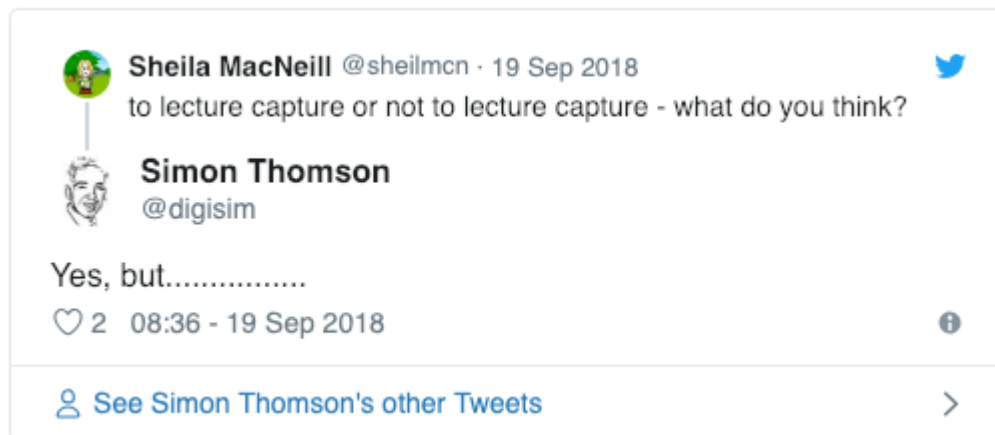 Sheila MacNeill @sheilmcn · 19 Sep 2018
to lecture capture or not to lecture capture - what do you think?
Simon Thomson
@digisim
Yes, but................
2 08:36 - 19 Sep 2018
See Simon Thomson's other Tweets